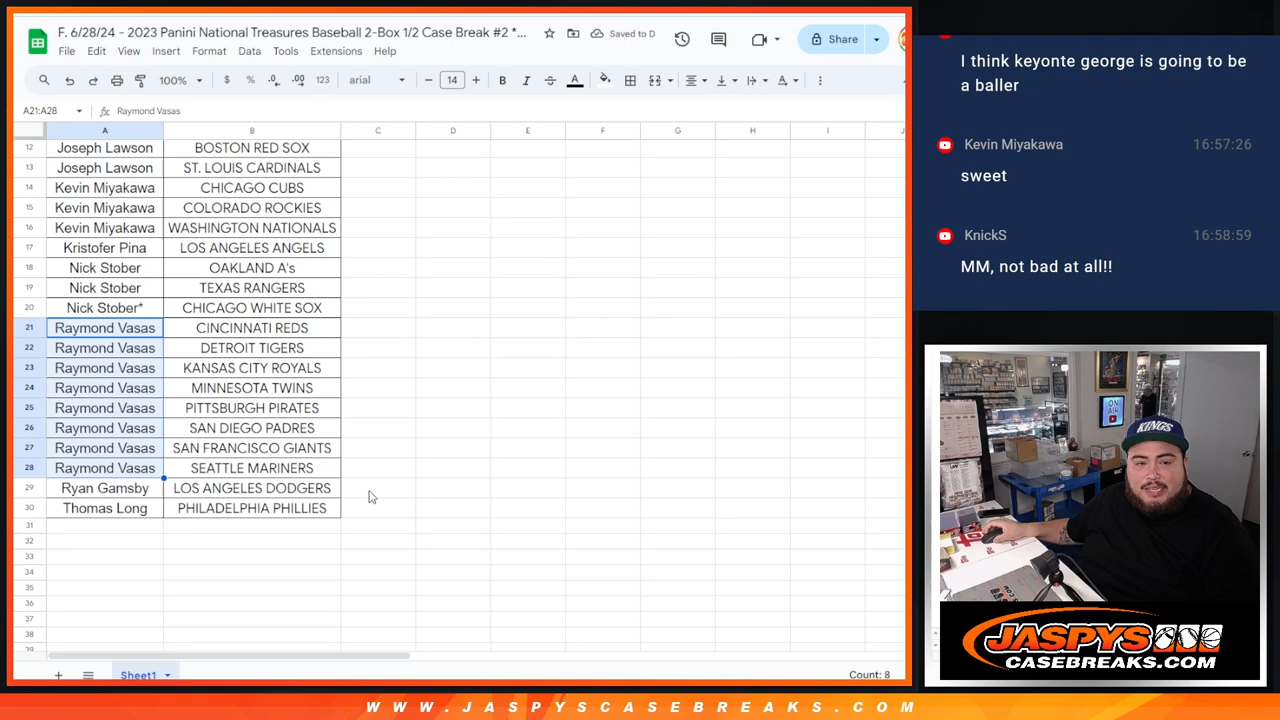 F. 6/28/24 - 2023 Panini National Treasures Baseball 2-Box 1/2 Case Break #2 *...
Saved to D
File Edit View Insert Format Data Tools Extensions Help
Share
100% $ % .0 .00 123 arial 14 B I A
A21:A28 fx Raymond Vasas
A B C D E F G H I J
12 Joseph Lawson BOSTON RED SOX
13 Joseph Lawson ST. LOUIS CARDINALS
14 Kevin Miyakawa CHICAGO CUBS
15 Kevin Miyakawa COLORADO ROCKIES
16 Kevin Miyakawa WASHINGTON NATIONALS
17 Kristofer Pina LOS ANGELES ANGELS
18 Nick Stober OAKLAND A's
19 Nick Stober TEXAS RANGERS
20 Nick Stober* CHICAGO WHITE SOX
21 Raymond Vasas CINCINNATI REDS
22 Raymond Vasas DETROIT TIGERS
23 Raymond Vasas KANSAS CITY ROYALS
24 Raymond Vasas MINNESOTA TWINS
25 Raymond Vasas PITTSBURGH PIRATES
26 Raymond Vasas SAN DIEGO PADRES
27 Raymond Vasas SAN FRANCISCO GIANTS
28 Raymond Vasas SEATTLE MARINERS
29 Ryan Gamsby LOS ANGELES DODGERS
30 Thomas Long PHILADELPHIA PHILLIES
31
32
33
34
35
36
37
38
39
Sheet1
Count: 8
I think keyonte george is going to be
a baller
Kevin Miyakawa 16:57:26
sweet
KnickS 16:58:59
MM, not bad at all!!
ON
AIR
KINGS
JASPYS
CASEBREAKS.COM
WWW.JASPYSCASEBREAKS.COM